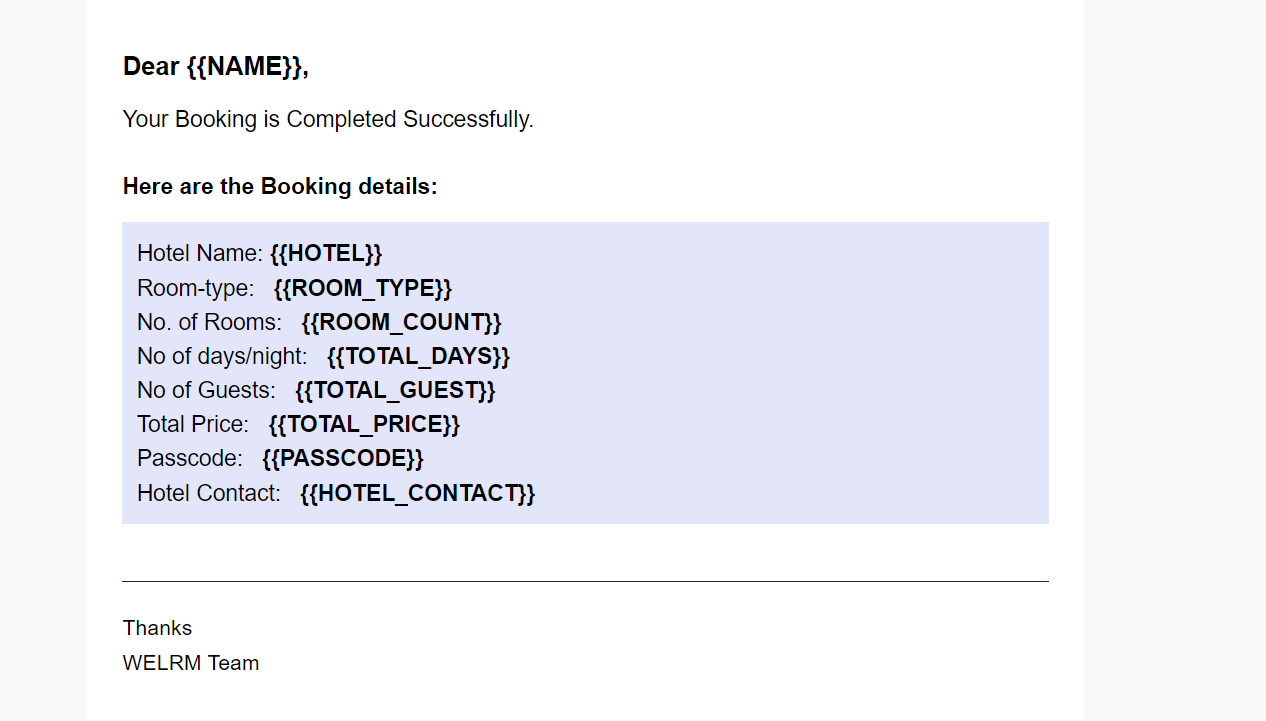 Dear {{NAME}},
Your Booking is Completed Successfully.
Here are the Booking details:
Hotel Name: {{HOTEL}}
Room-type: {{ROOM_TYPE}}
No. of Rooms: {{ROOM_COUNT}}
No of days/night: {{TOTAL_DAYS}}
No of Guests: {{TOTAL_GUEST}}
Total Price: {{TOTAL_PRICE}}
Passcode: {{PASSCODE}}
Hotel Contact: {{HOTEL_CONTACT}}
Thanks
WELRM Team